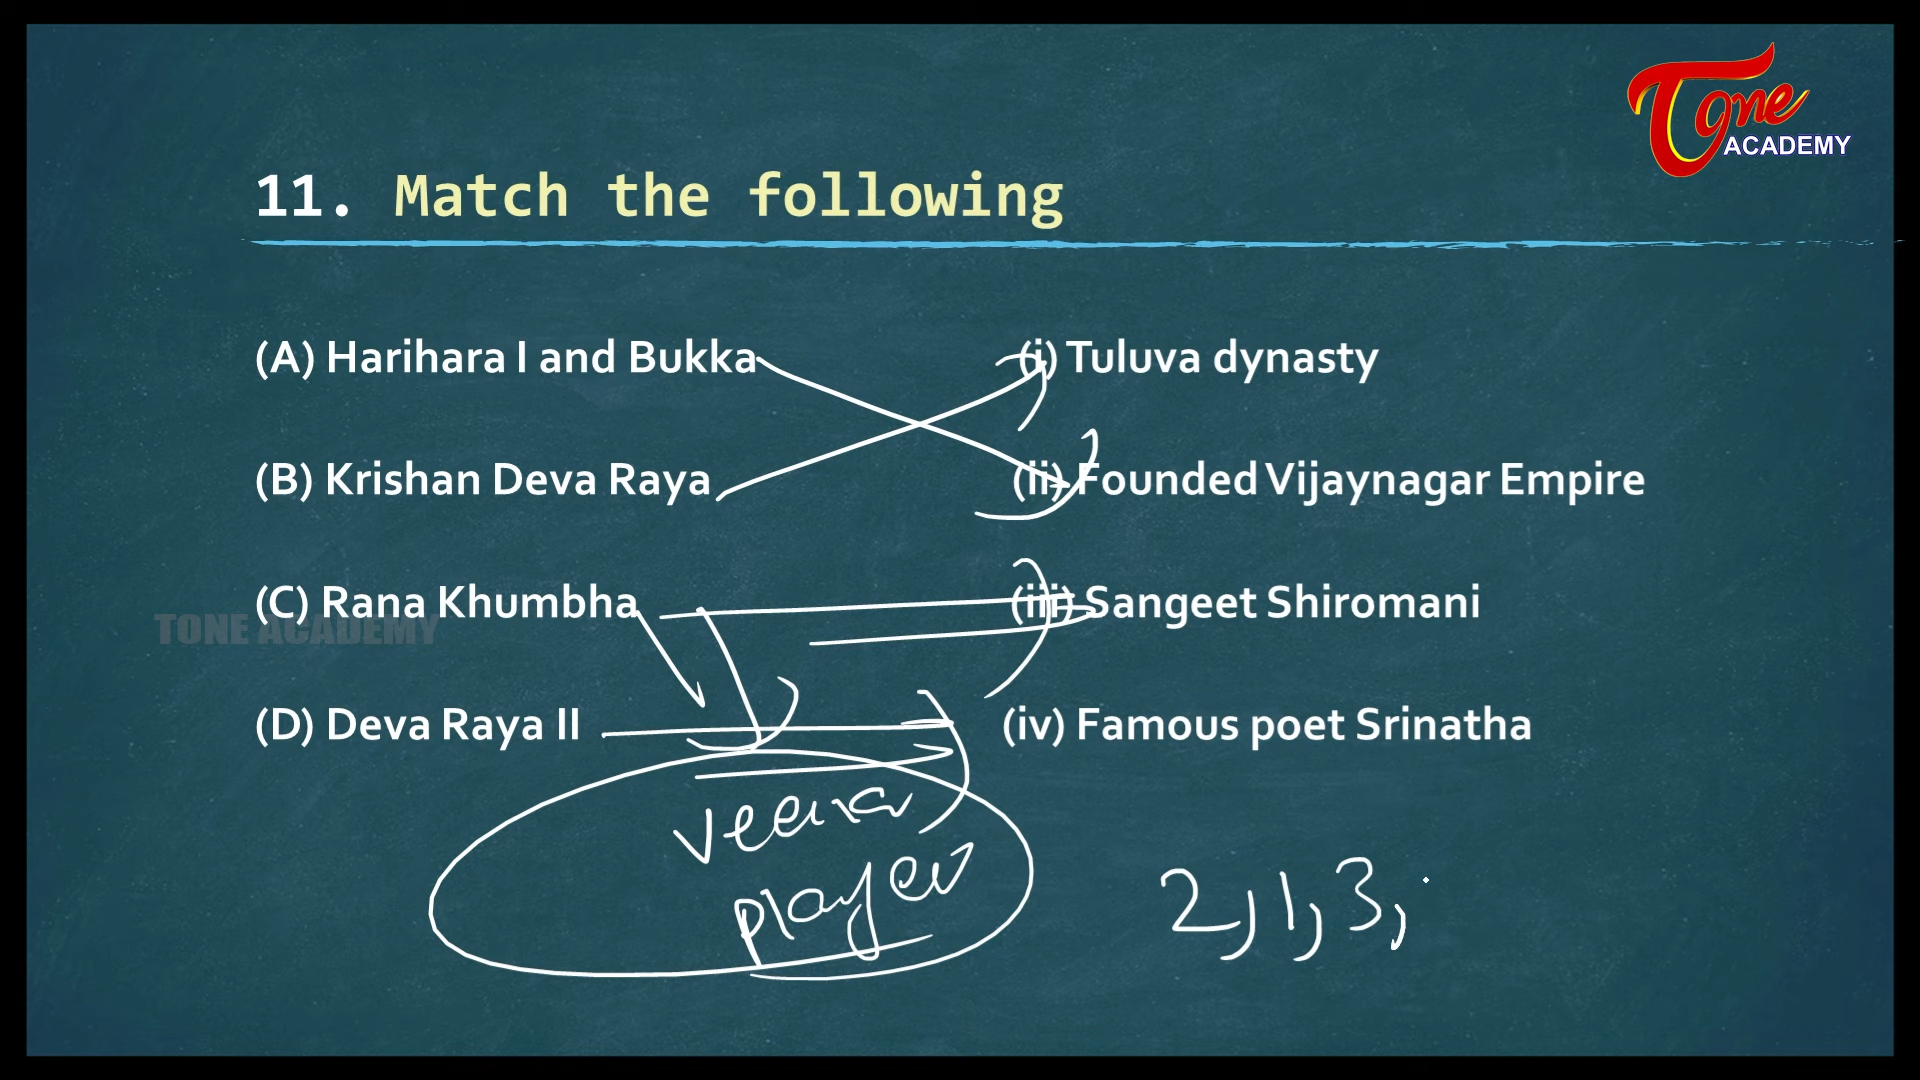 Tone
ACADEMY
11. Match the following
(A) Harihara I and Bukka (i) Tuluva dynasty
(B) Krishan Deva Raya (ii) Founded Vijaynagar Empire
(C) Rana Khumbha (iii) Sangeet Shiromani
TONE ACADEMY
(D) Deva Raya II (iv) Famous poet Srinatha
veena
player
2, 1, 3,